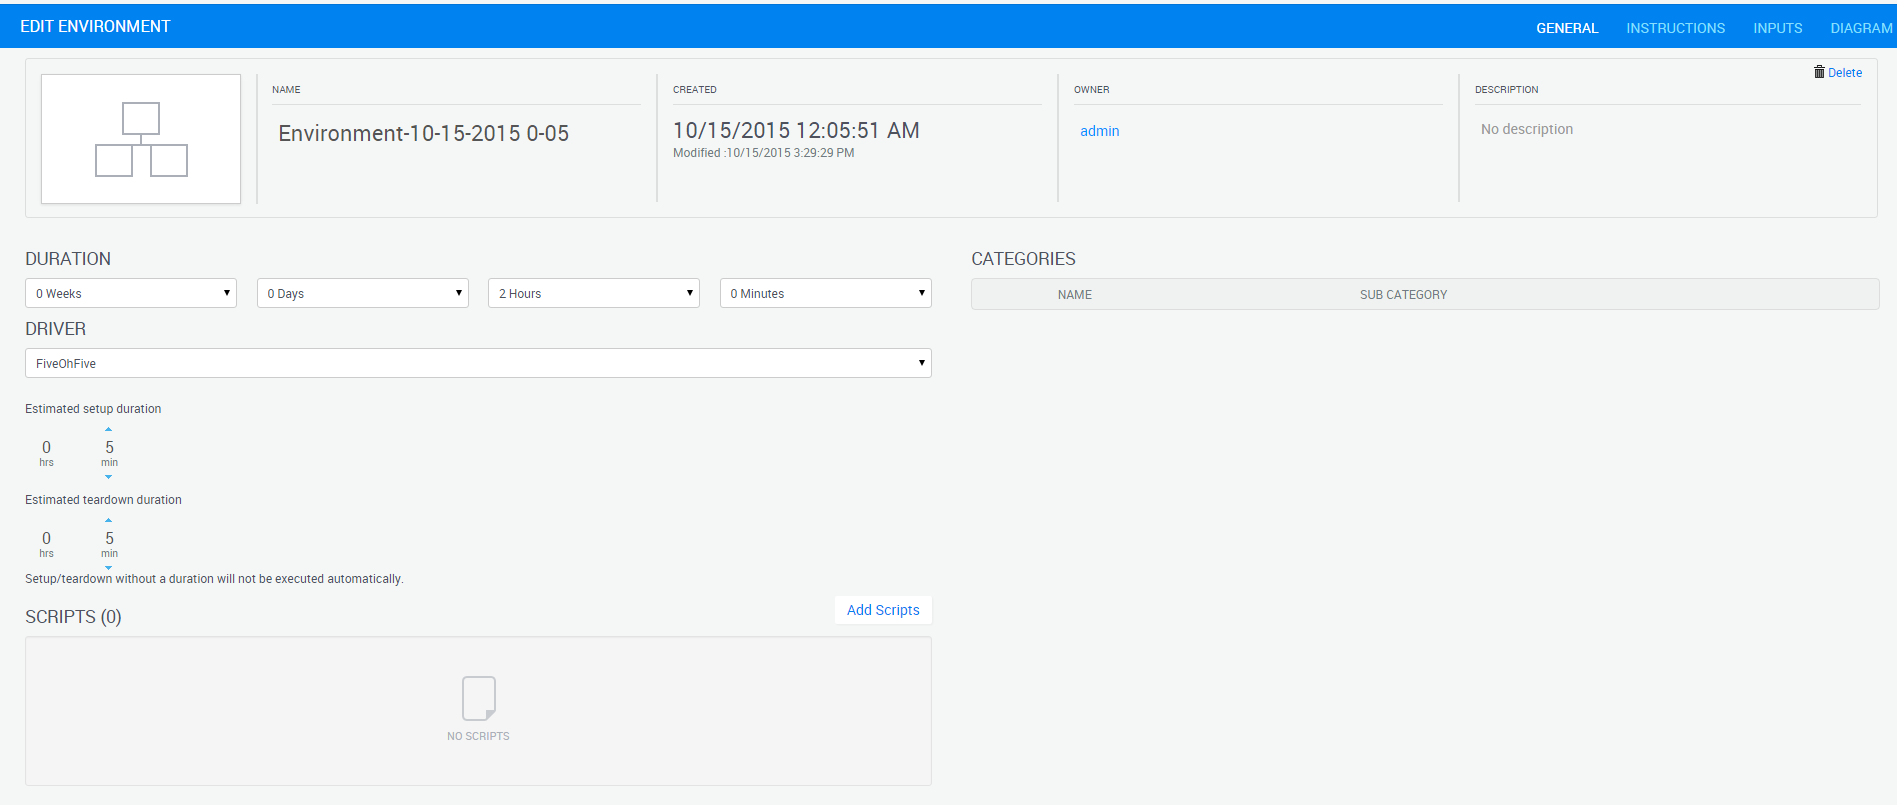 EDIT ENVIRONMENT
GENERAL INSTRUCTIONS INPUTS DIAGRAM
Delete
NAME
Environment-10-15-2015 0-05
CREATED
10/15/2015 12:05:51 AM
Modified :10/15/2015 3:29:29 PM
OWNER
admin
DESCRIPTION
No description
DURATION
0 Weeks 0 Days 2 Hours 0 Minutes
DRIVER
FiveOhFive
Estimated setup duration
0 5
hrs min
Estimated teardown duration
0 5
hrs min
Setup/teardown without a duration will not be executed automatically.
SCRIPTS (0)
Add Scripts
NO SCRIPTS
CATEGORIES
NAME SUB CATEGORY